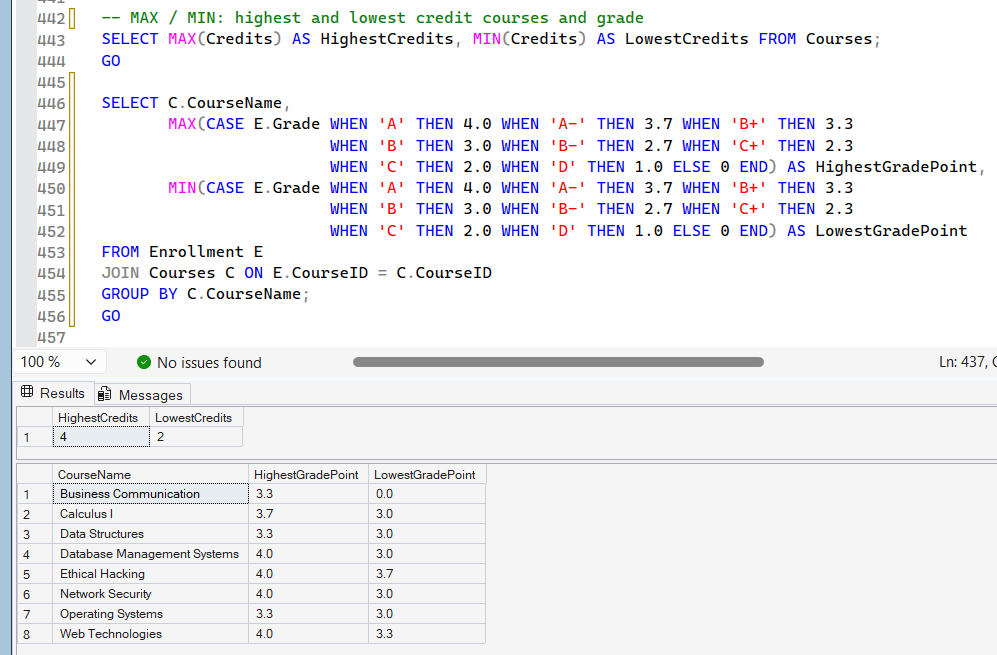 441
442 -- MAX / MIN: highest and lowest credit courses and grade
443 SELECT MAX(Credits) AS HighestCredits, MIN(Credits) AS LowestCredits FROM Courses;
444 GO
445
446 SELECT C.CourseName,
447 MAX(CASE E.Grade WHEN 'A' THEN 4.0 WHEN 'A-' THEN 3.7 WHEN 'B+' THEN 3.3
448 WHEN 'B' THEN 3.0 WHEN 'B-' THEN 2.7 WHEN 'C+' THEN 2.3
449 WHEN 'C' THEN 2.0 WHEN 'D' THEN 1.0 ELSE 0 END) AS HighestGradePoint,
450 MIN(CASE E.Grade WHEN 'A' THEN 4.0 WHEN 'A-' THEN 3.7 WHEN 'B+' THEN 3.3
451 WHEN 'B' THEN 3.0 WHEN 'B-' THEN 2.7 WHEN 'C+' THEN 2.3
452 WHEN 'C' THEN 2.0 WHEN 'D' THEN 1.0 ELSE 0 END) AS LowestGradePoint
453 FROM Enrollment E
454 JOIN Courses C ON E.CourseID = C.CourseID
455 GROUP BY C.CourseName;
456 GO
457
100 % No issues found Ln: 437,
Results Messages
HighestCredits LowestCredits
1 4 2
CourseName HighestGradePoint LowestGradePoint
1 Business Communication 3.3 0.0
2 Calculus I 3.7 3.0
3 Data Structures 3.3 3.0
4 Database Management Systems 4.0 3.0
5 Ethical Hacking 4.0 3.7
6 Network Security 4.0 3.0
7 Operating Systems 3.3 3.0
8 Web Technologies 4.0 3.3